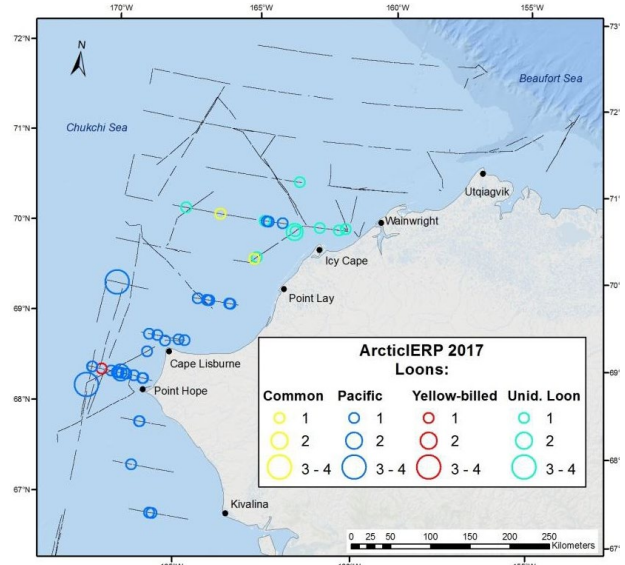 170°W 165°W 160°W 155°W
72°N
73°
N
Beaufort Sea
72°
Chukchi Sea
71°N
Utqiagvik
71°
70°N
Wainwright
Icy Cape
70°
69°N
Point Lay
Cape Lisburne
ArcticIERP 2017
Loons:
69°
Common Pacific Yellow-billed Unid. Loon
68°N
Point Hope
1 1 1 1
2 2 2 2
3 - 4 3 - 4 3 - 4 3 - 4
68°
67°N
Kivalina
0 25 50 100 150 200 250
Kilometers
67°